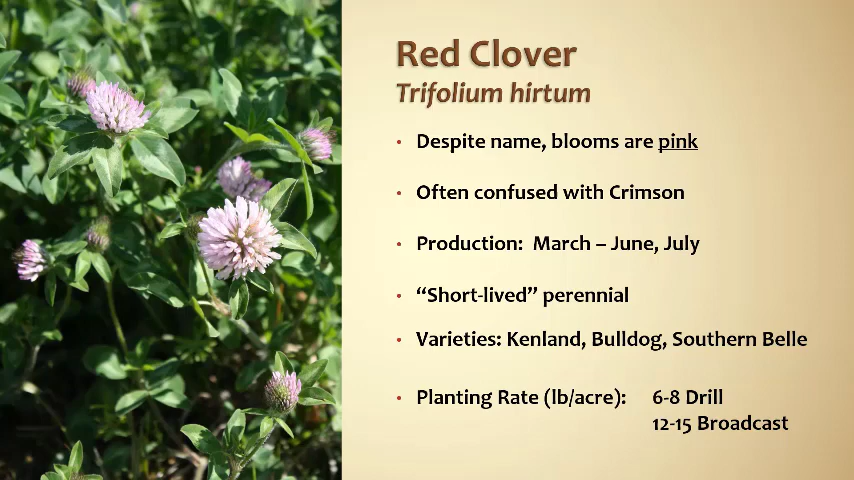 Red Clover
Trifolium hirtum
• Despite name, blooms are pink
• Often confused with Crimson
• Production: March – June, July
• “Short-lived” perennial
• Varieties: Kenland, Bulldog, Southern Belle
• Planting Rate (lb/acre): 6-8 Drill
12-15 Broadcast